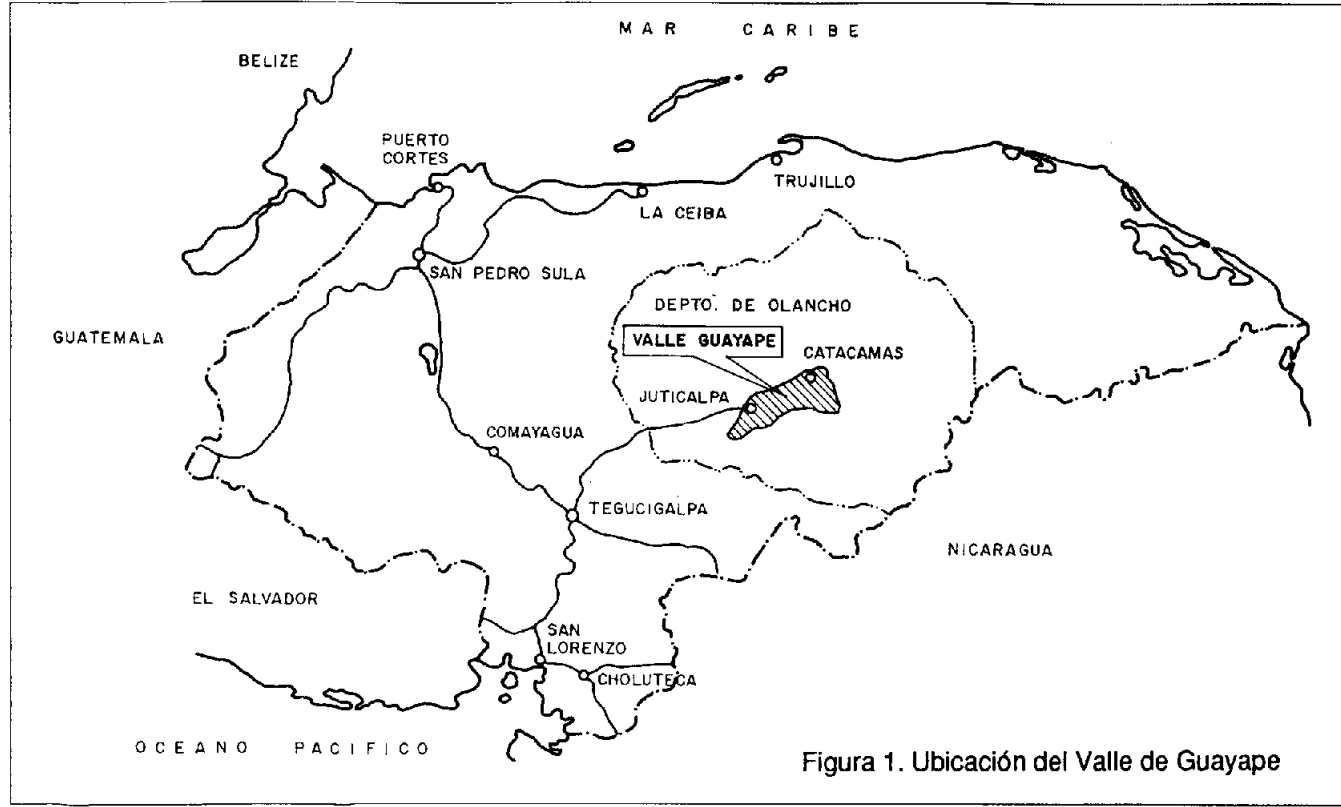 MAR CARIBE
BELIZE
PUERTO
CORTES
TRUJILLO
LA CEIBA
SAN PEDRO SULA
DEPTO. DE OLANCHO
GUATEMALA
VALLE GUAYAPE
CATACAMAS
JUTICALPA
COMAYAGUA
TEGUCIGALPA
NICARAGUA
EL SALVADOR
SAN
LORENZO
CHOLUTECA
OCEANO PACIFICO
Figura 1. Ubicación del Valle de Guayape